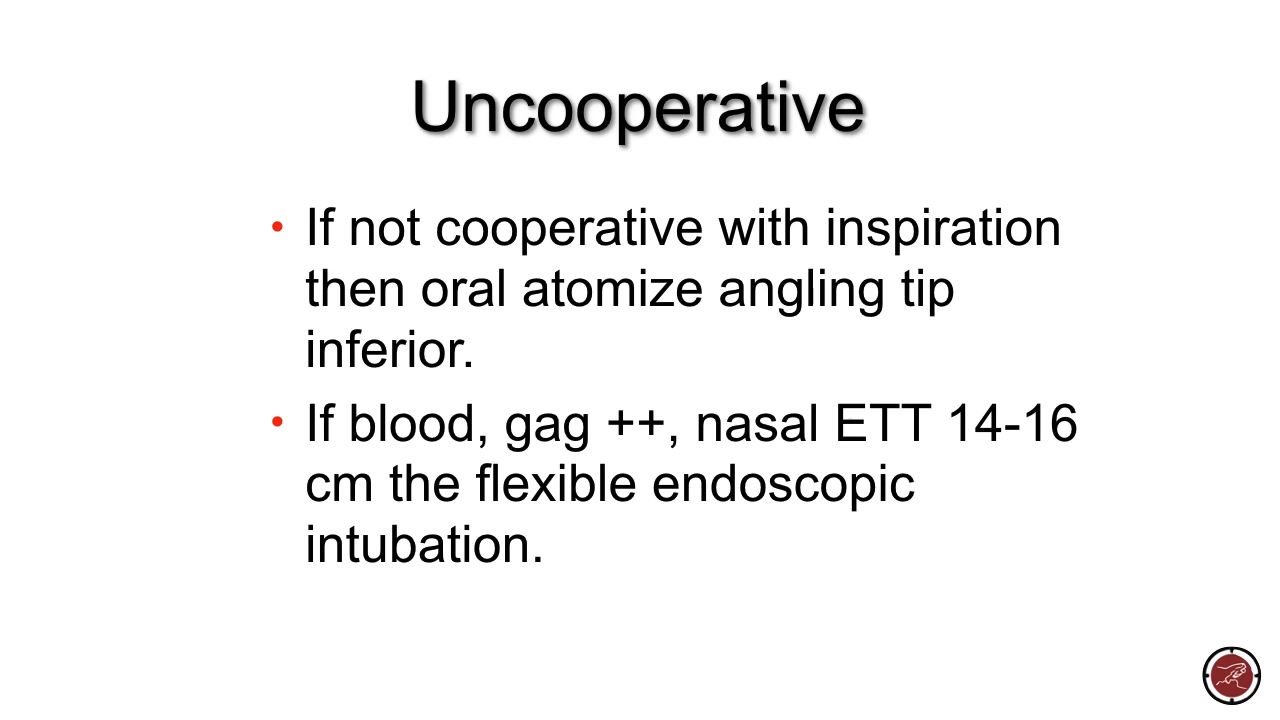 Uncooperative
• If not cooperative with inspiration
then oral atomize angling tip
inferior.
• If blood, gag ++, nasal ETT 14-16
cm the flexible endoscopic
intubation.